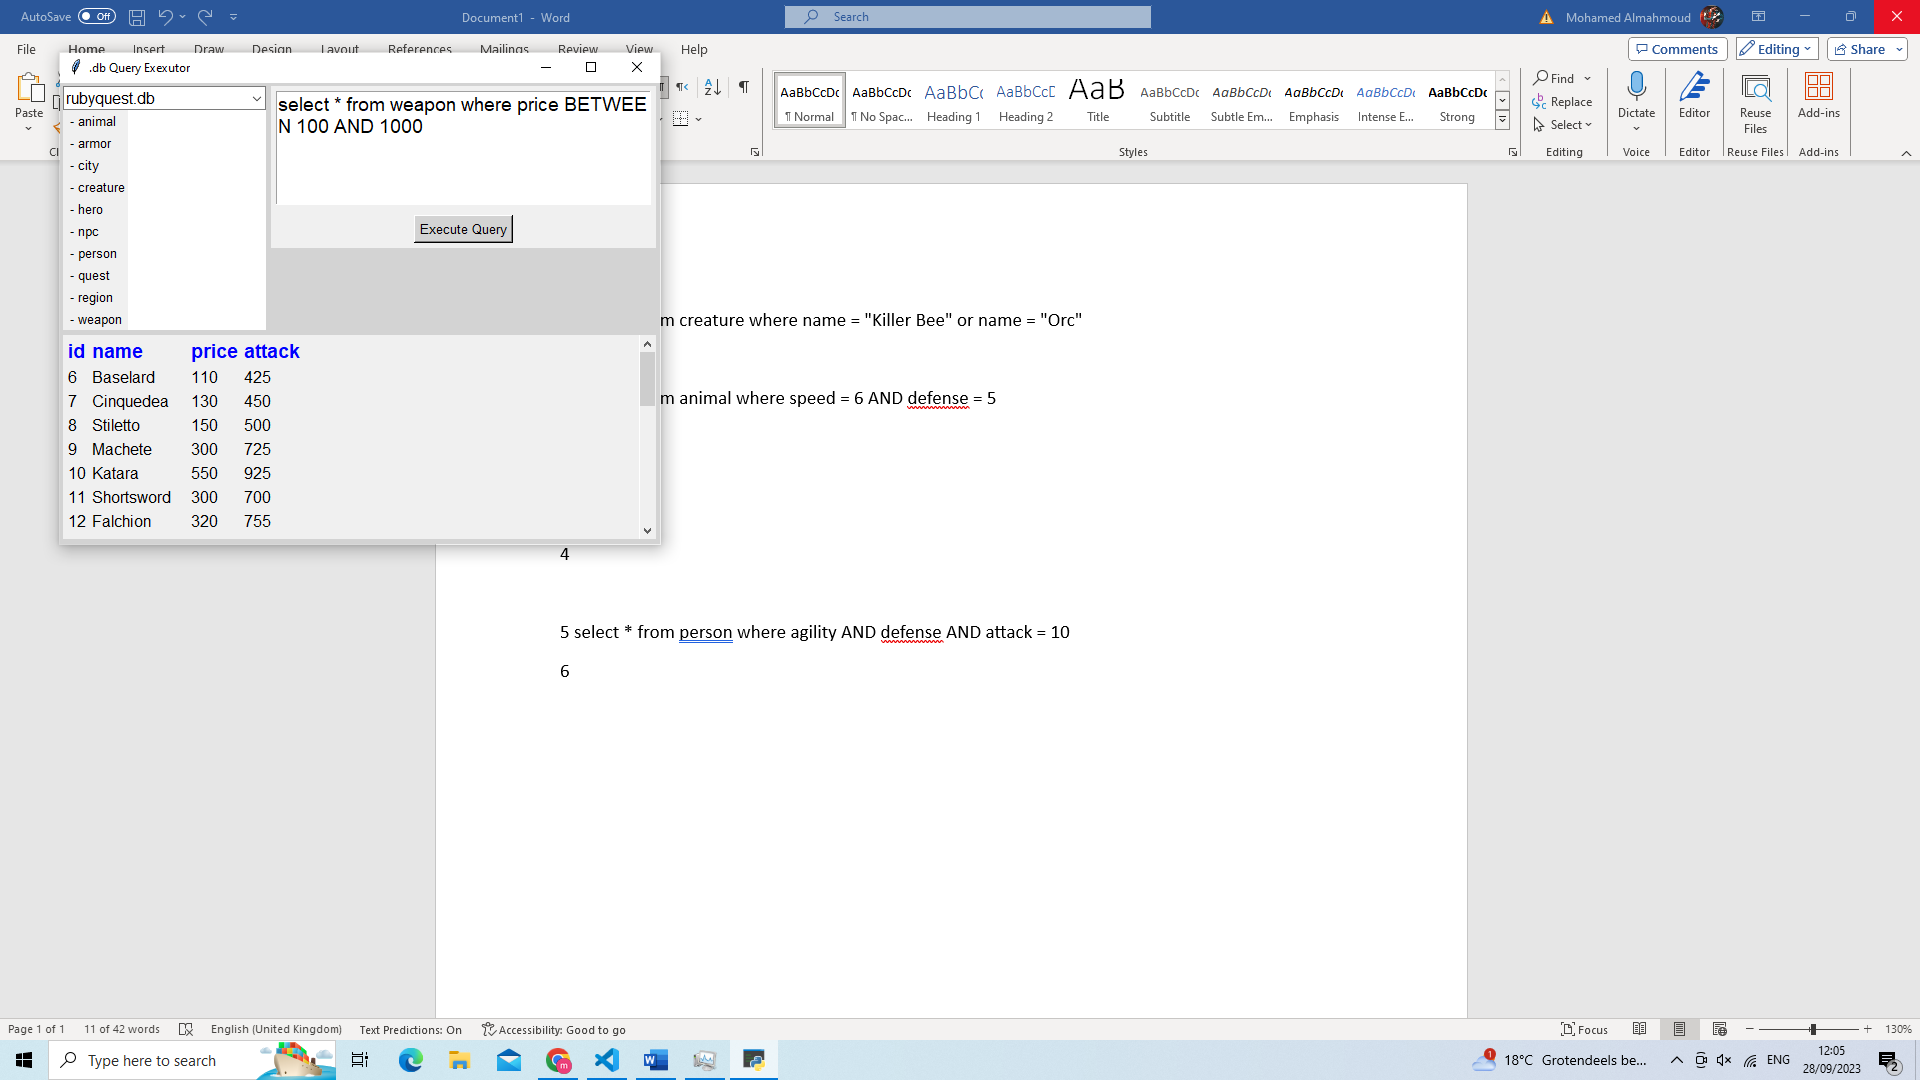 AutoSave Off Document1 - Word Search Mohamed Almahmoud
File Home Insert Draw Design Layout References Mailings Review View Help Comments Editing Share
.db Query Exexutor
rubyquest.db
- animal
- armor
- city
- creature
- hero
- npc
- person
- quest
- region
- weapon
select * from weapon where price BETWEE
N 100 AND 1000
Execute Query
id name price attack
6 Baselard 110 425
7 Cinquedea 130 450
8 Stiletto 150 500
9 Machete 300 725
10 Katara 550 925
11 Shortsword 300 700
12 Falchion 320 755
Paste
AaBbCcDc AaBbCcDc AaBbCc AaBbCcD AaB AaBbCcDc AaBbCcDc AaBbCcDc AaBbCcDc AaBbCcDc
¶ Normal ¶ No Spac... Heading 1 Heading 2 Title Subtitle Subtle Em... Emphasis Intense E... Strong
Styles
Find
Replace
Select
Editing
Dictate
Voice
Editor
Editor
Reuse
Files
Reuse Files
Add-ins
Add-ins
m creature where name = "Killer Bee" or name = "Orc"
m animal where speed = 6 AND defense = 5
4
5 select * from person where agility AND defense AND attack = 10
6
Page 1 of 1 11 of 42 words English (United Kingdom) Text Predictions: On Accessibility: Good to go Focus 130%
Type here to search 1 18°C Grotendeels be... ENG 12:05
28/09/2023 2